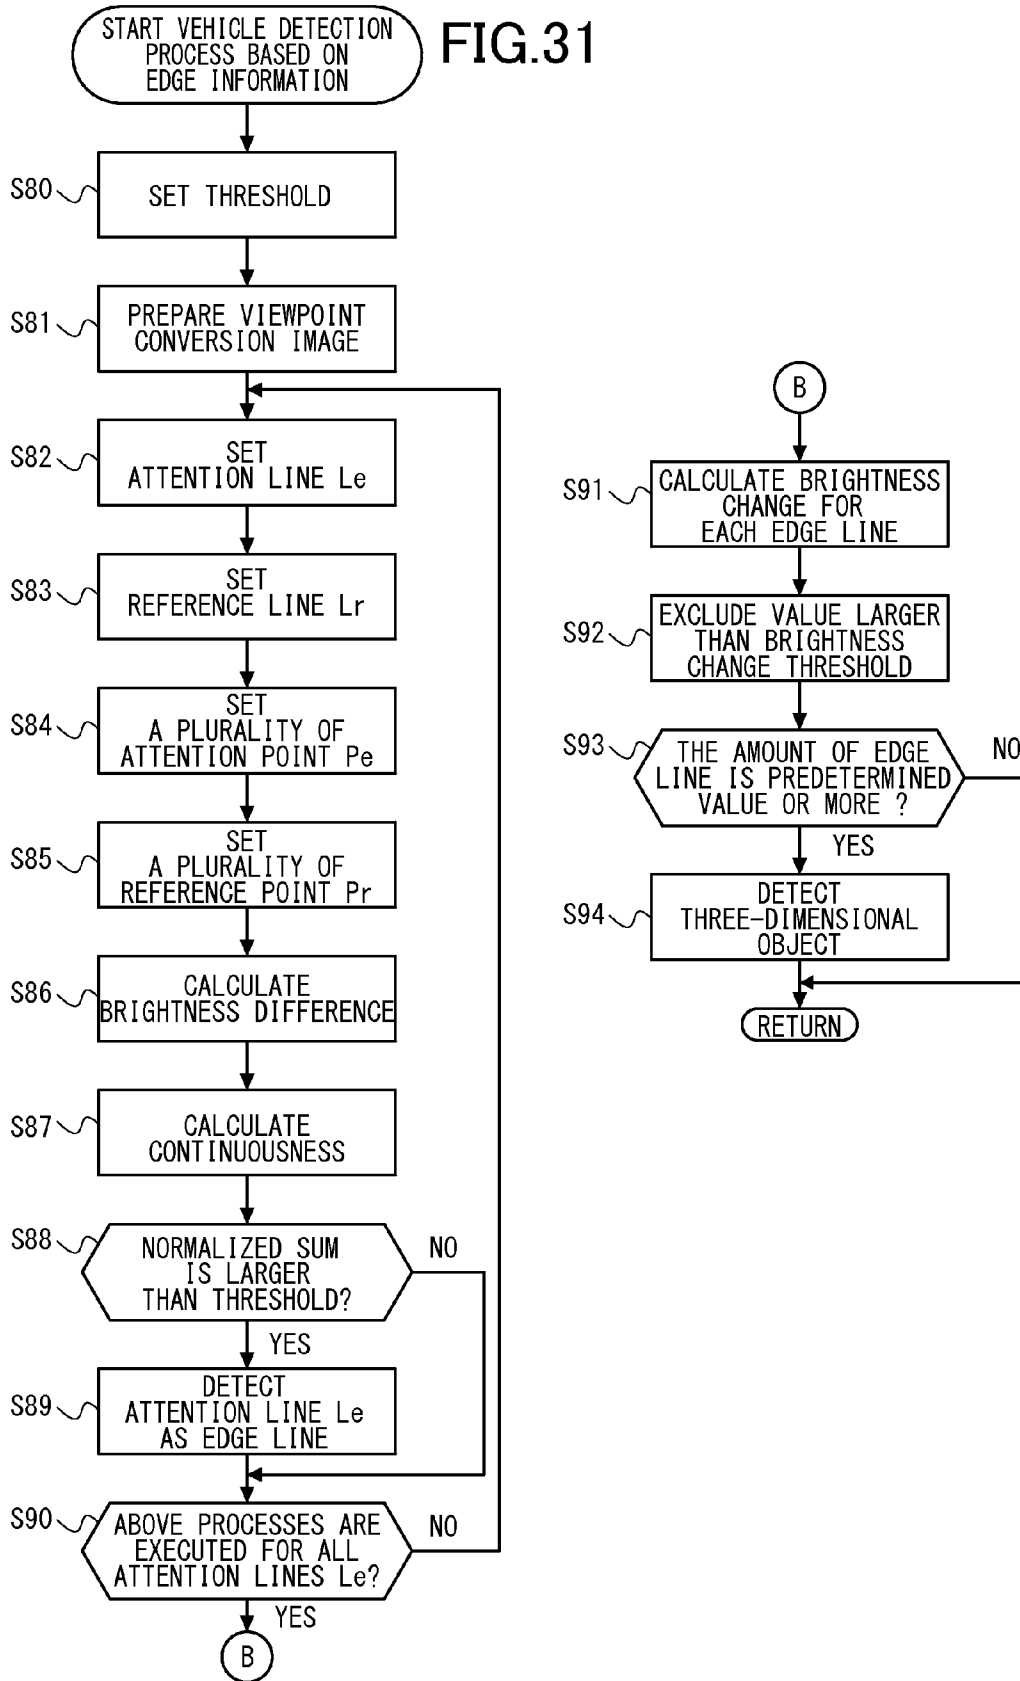 START VEHICLE DETECTION
PROCESS BASED ON
EDGE INFORMATION
FIG.31
S80
SET THRESHOLD
S81
PREPARE VIEWPOINT
CONVERSION IMAGE
S82
SET
ATTENTION LINE Le
S83
SET
REFERENCE LINE Lr
S84
SET
A PLURALITY OF
ATTENTION POINT Pe
S85
SET
A PLURALITY OF
REFERENCE POINT Pr
S86
CALCULATE
BRIGHTNESS DIFFERENCE
S87
CALCULATE
CONTINUOUSNESS
S88
NORMALIZED SUM
IS LARGER
THAN THRESHOLD?
NO
YES
S89
DETECT
ATTENTION LINE Le
AS EDGE LINE
S90
ABOVE PROCESSES ARE
EXECUTED FOR ALL
ATTENTION LINES Le?
NO
YES
B
B
S91
CALCULATE BRIGHTNESS
CHANGE FOR
EACH EDGE LINE
S92
EXCLUDE VALUE LARGER
THAN BRIGHTNESS
CHANGE THRESHOLD
S93
THE AMOUNT OF EDGE
LINE IS PREDETERMINED
VALUE OR MORE ?
NO
YES
S94
DETECT
THREE-DIMENSIONAL
OBJECT
RETURN